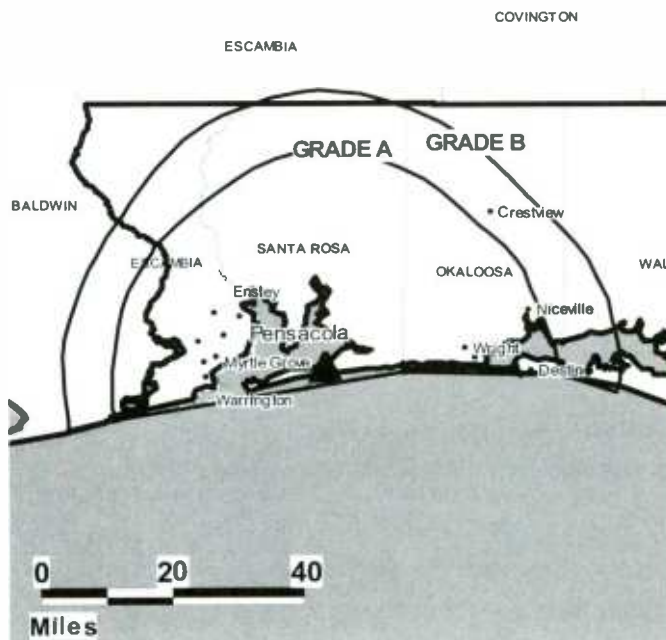 COVINGTON
ESCAMBIA
GRADE A
GRADE B
BALDWIN
Crestview
SANTA ROSA
ESCAMBIA
OKALOOSA
WAL
Ensley
Niceville
Pensacola
Wright
Myrtle Grove
Destin
Warrington
0 20 40
Miles